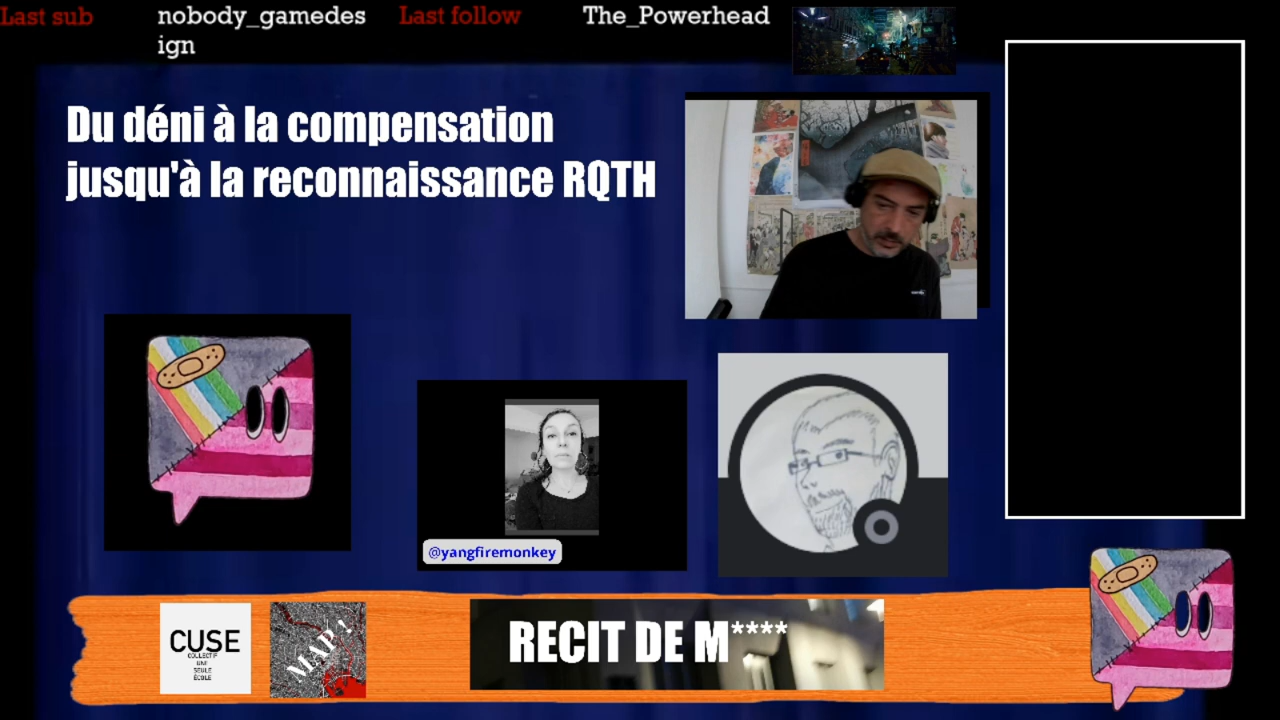 Last sub
nobody_gamedes
ign
Last follow
The_Powerhead
Du déni à la compensation
jusqu'à la reconnaissance RQTH
@yangfiremonkey
CUSE
COLLECTIF
UNE
SEULE
ÉCOLE
MAP !
RECIT DE M****